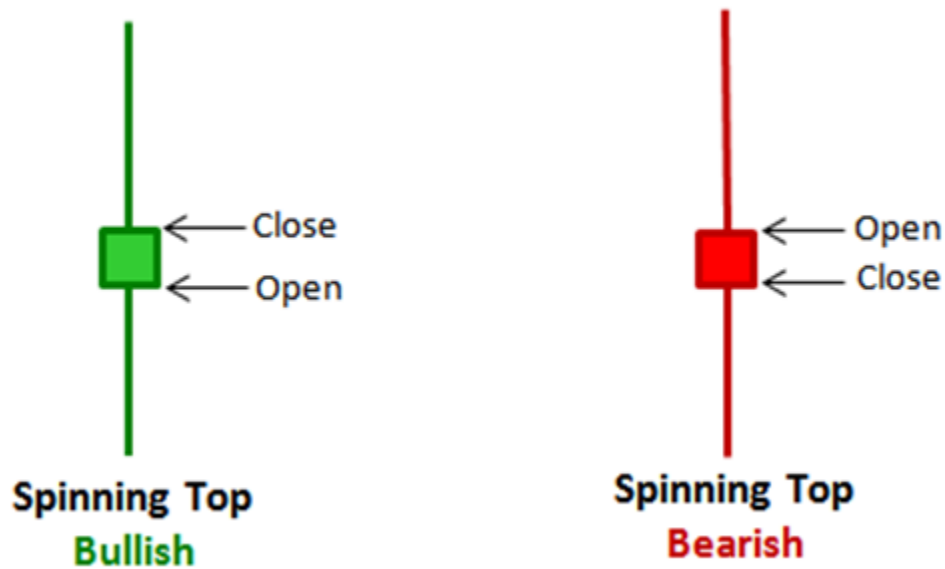 Close
Open
Spinning Top
Bullish
Open
Close
Spinning Top
Bearish